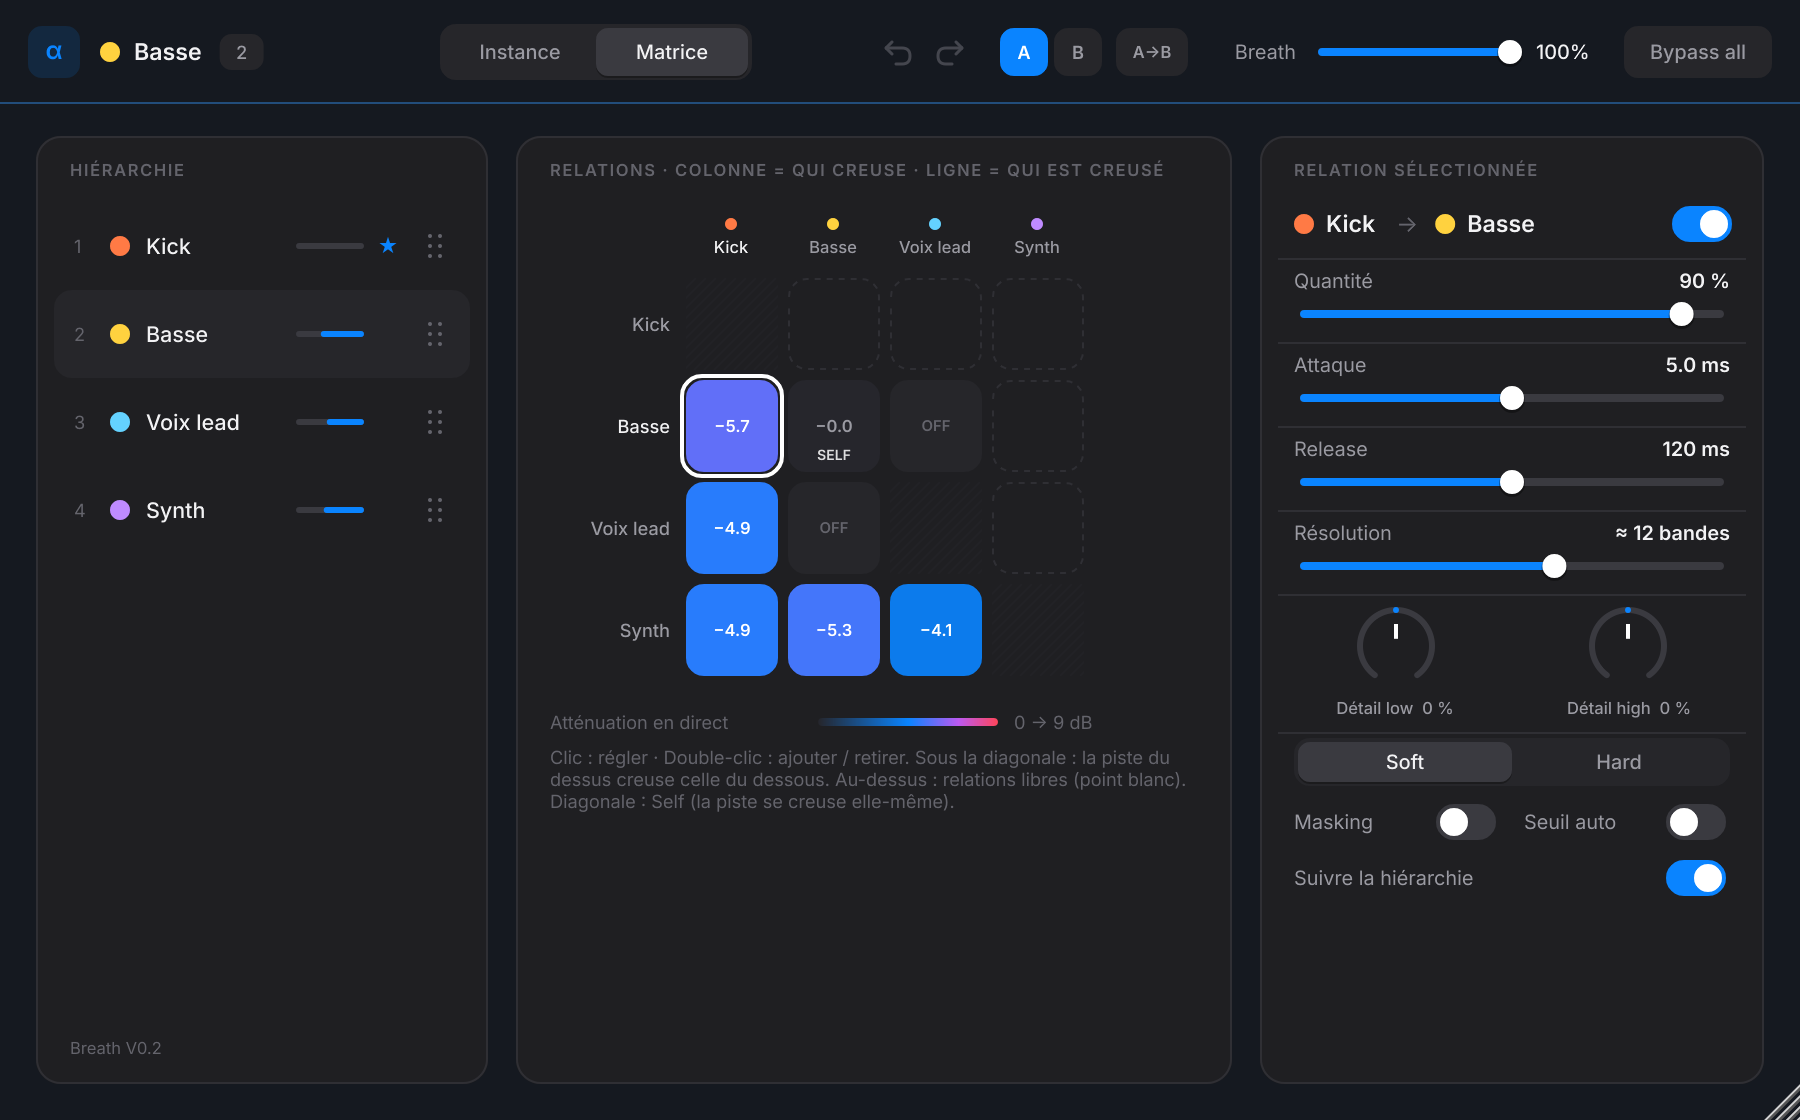 α Basse 2 Instance Matrice A B A→B Breath 100% Bypass all
HIÉRARCHIE
1 Kick ★
2 Basse
3 Voix lead
4 Synth
Breath V0.2
RELATIONS · COLONNE = QUI CREUSE · LIGNE = QUI EST CREUSÉ
Kick Basse Voix lead Synth
Kick
Basse −5.7 −0.0 OFF
SELF
Voix lead −4.9 OFF
Synth −4.9 −5.3 −4.1
Atténuation en direct 0 → 9 dB
Clic : régler · Double-clic : ajouter / retirer. Sous la diagonale : la piste du
dessus creuse celle du dessous. Au-dessus : relations libres (point blanc).
Diagonale : Self (la piste se creuse elle-même).
RELATION SÉLECTIONNÉE
Kick → Basse
Quantité 90 %
Attaque 5.0 ms
Release 120 ms
Résolution ≈ 12 bandes
Détail low 0 % Détail high 0 %
Soft Hard
Masking Seuil auto
Suivre la hiérarchie